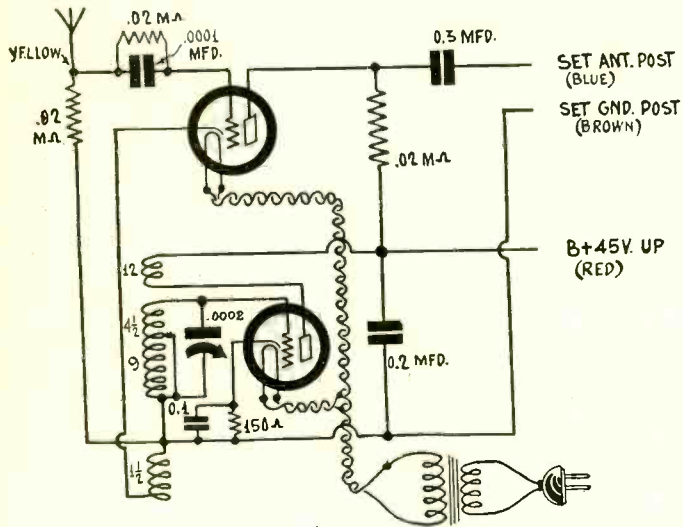 .02 MΩ
YELLOW
.0001
MFD.
0.3 MFD.
SET ANT. POST
(BLUE)
SET GND. POST
(BROWN)
.02
MΩ
.02 MΩ
B+45V. UP
(RED)
12
4½
.0002
9
0.2 MFD.
0.1
150Ω
1½